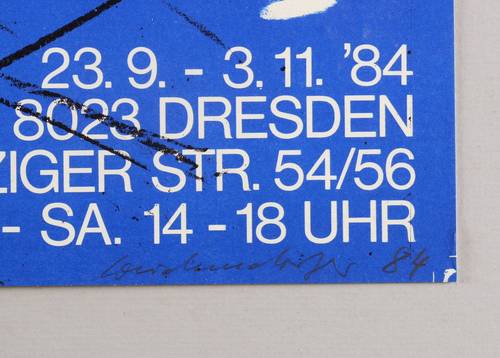 23. 9. - 3. 11. '84
8023 DRESDEN
ZIGER STR. 54/56
- SA. 14 - 18 UHR
84